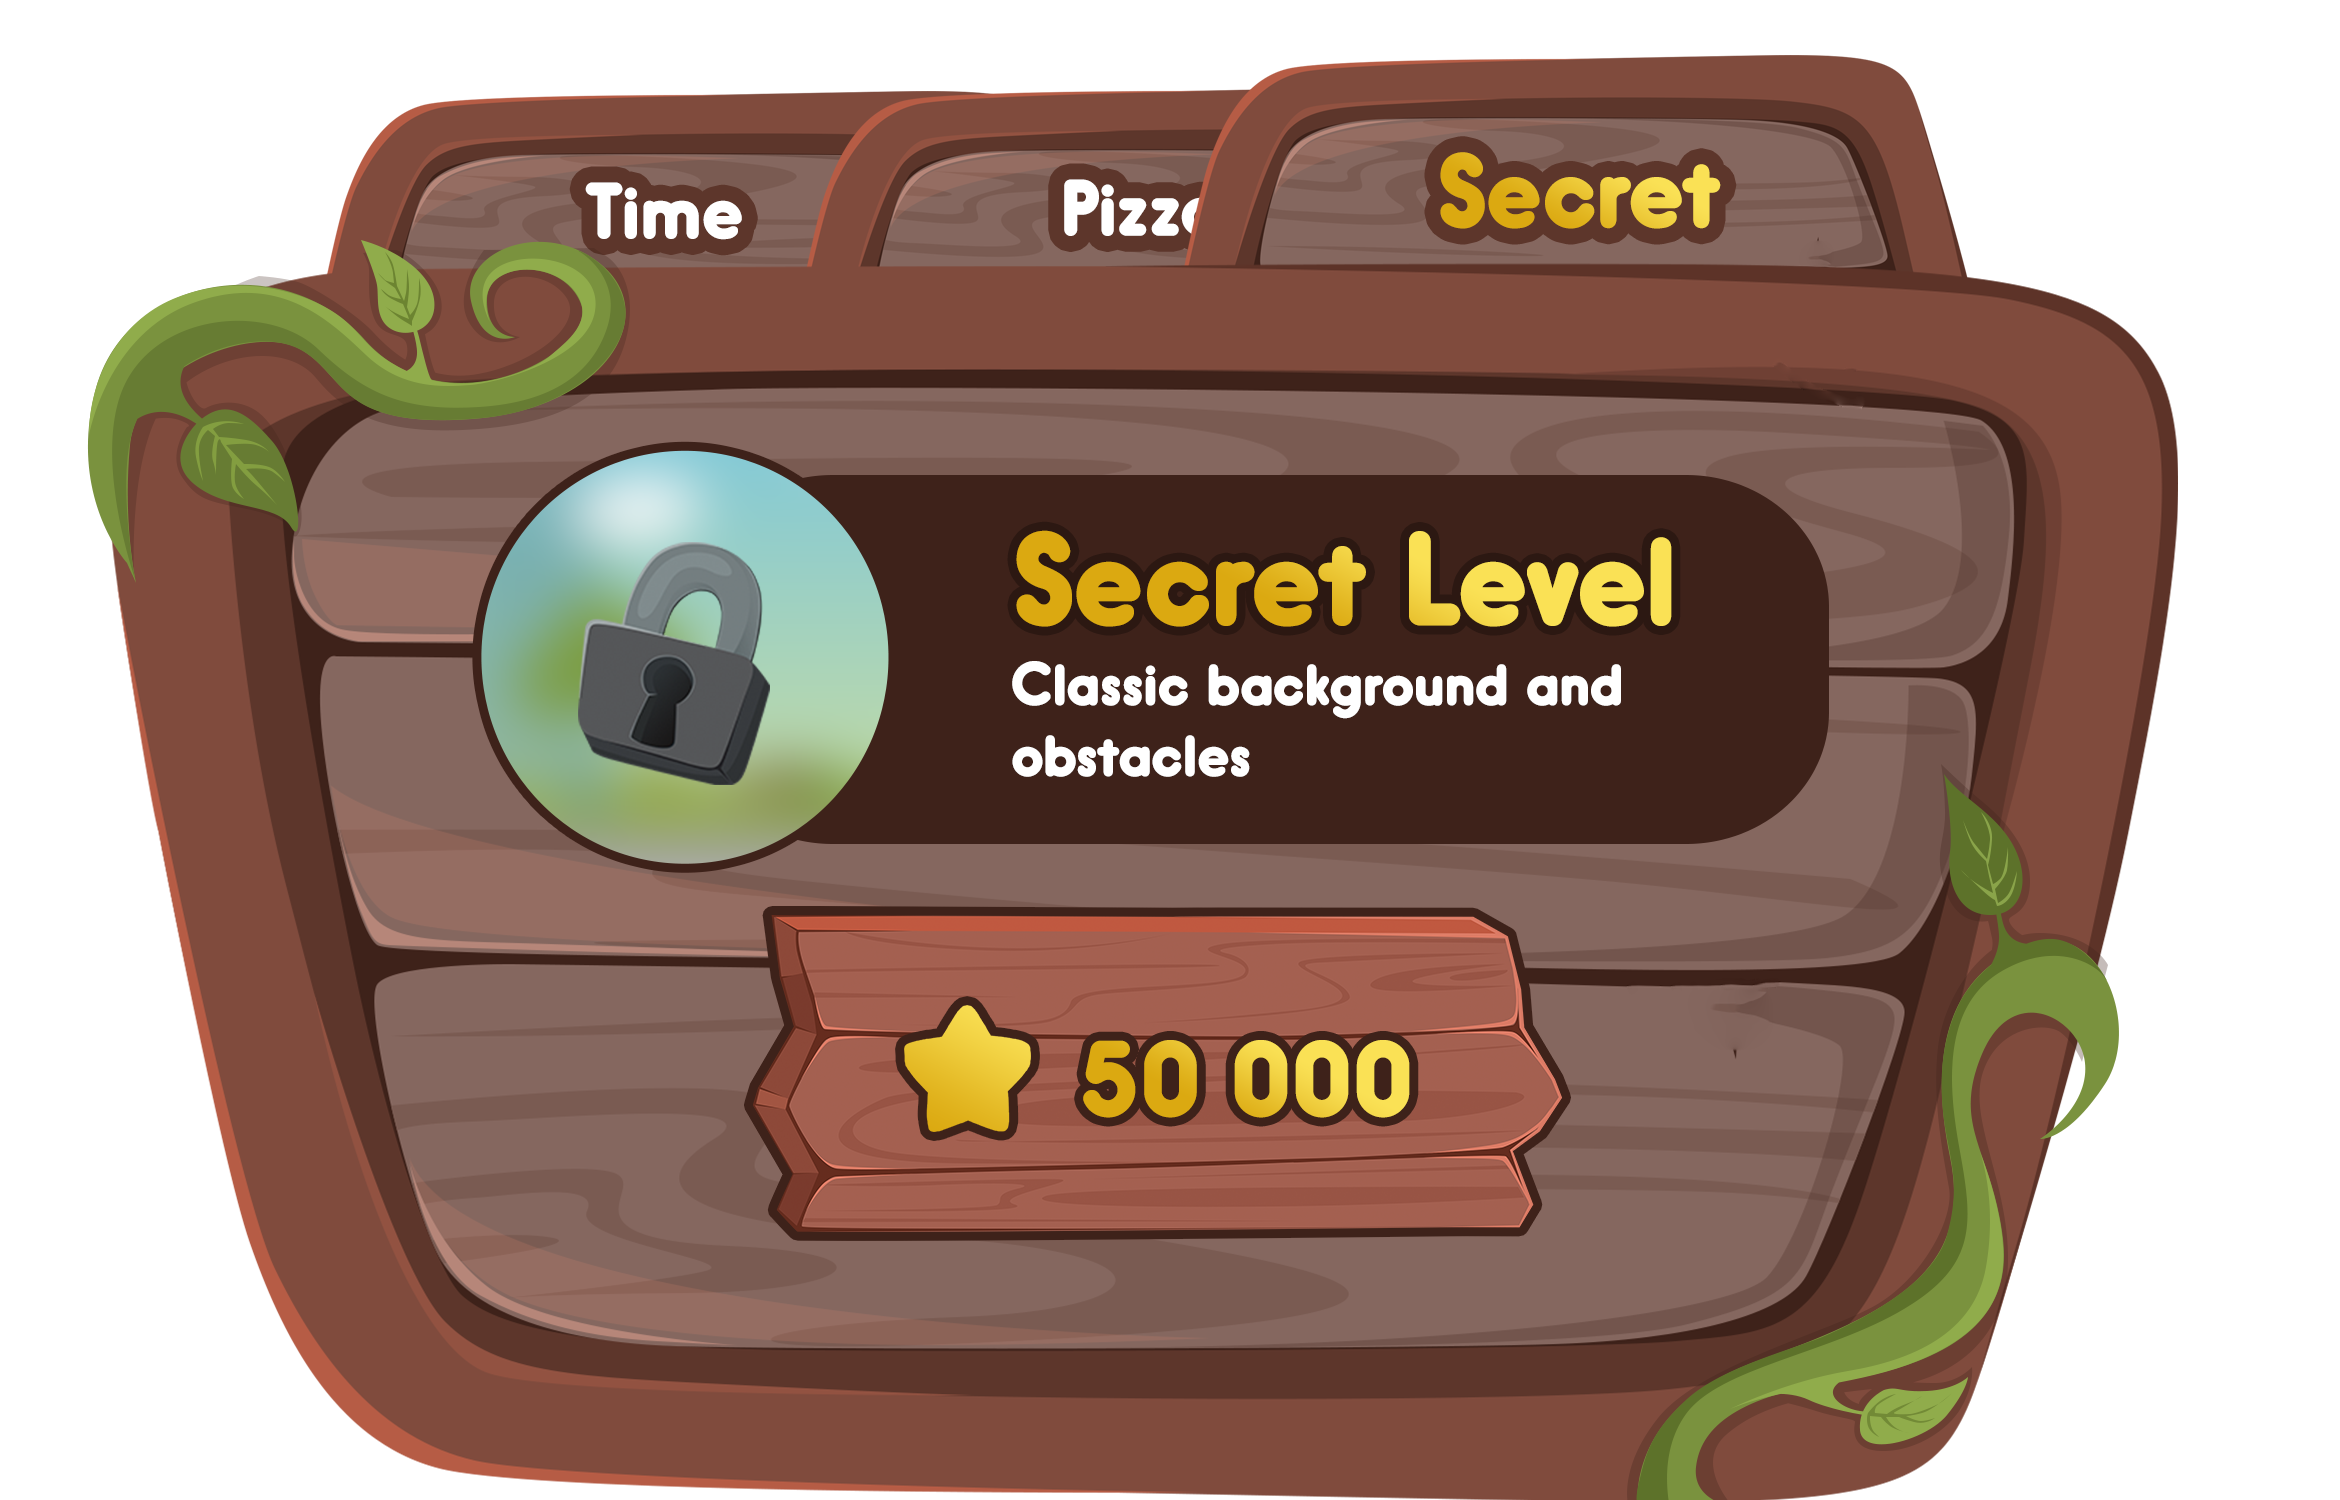 Time
Secret
Secret Level
Classic background and
obstacles
50 000